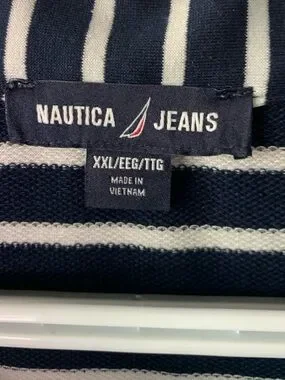 NAUTICA JEANS
XXL/EEG/TTG
MADE IN
VIETNAM